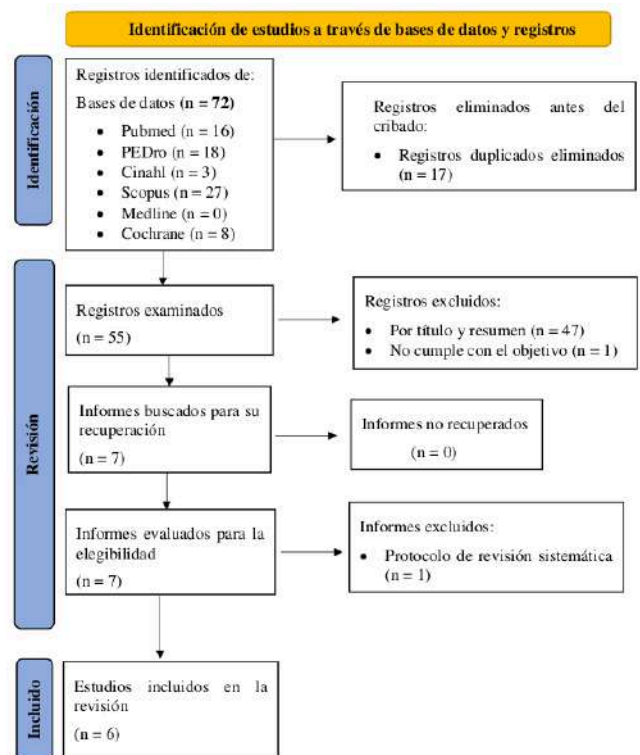 Identificación de estudios a través de bases de datos y registros
Identificación
Registros identificados de:
Bases de datos (n = 72)
• Pubmed (n = 16)
• PEDro (n = 18)
• Cinahl (n = 3)
• Scopus (n = 27)
• Medline (n = 0)
• Cochrane (n = 8)
Registros eliminados antes del
cribado:
• Registros duplicados eliminados
(n = 17)
Revisión
Registros examinados
(n = 55)
Registros excluidos:
• Por título y resumen (n = 47)
• No cumple con el objetivo (n = 1)
Informes buscados para su
recuperación
(n = 7)
Informes no recuperados
(n = 0)
Informes evaluados para la
elegibilidad
(n = 7)
Informes excluidos:
• Protocolo de revisión sistemática
(n = 1)
Incluido
Estudios incluidos en la
revisión
(n = 6)